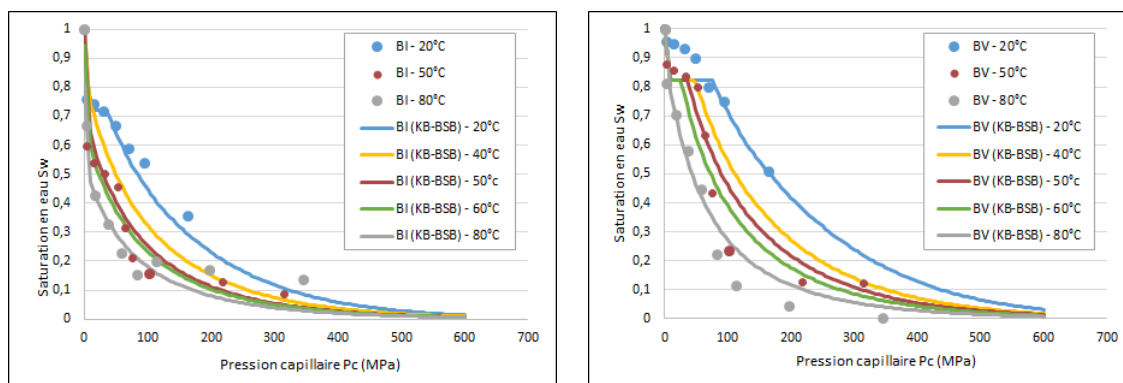 1
0,9
0,8
0,7
0,6
0,5
0,4
0,3
0,2
0,1
0
Saturation en eau Sw
0 100 200 300 400 500 600 700
Pression capillaire Pc (MPa)
BI - 20°C
BI - 50°C
BI - 80°C
BI (KB-BSB) - 20°C
BI (KB-BSB) - 40°C
BI (KB-BSB) - 50°c
BI (KB-BSB) - 60°C
BI (KB-BSB) - 80°C
1
0,9
0,8
0,7
0,6
0,5
0,4
0,3
0,2
0,1
0
Saturation en eau Sw
0 100 200 300 400 500 600 700
Pression capillaire Pc (MPa)
BV - 20°C
BV - 50°C
BV - 80°C
BV (KB-BSB) - 20°C
BV (KB-BSB) - 40°C
BV (KB-BSB) - 50°c
BV (KB-BSB) - 60°C
BV (KB-BSB) - 80°C